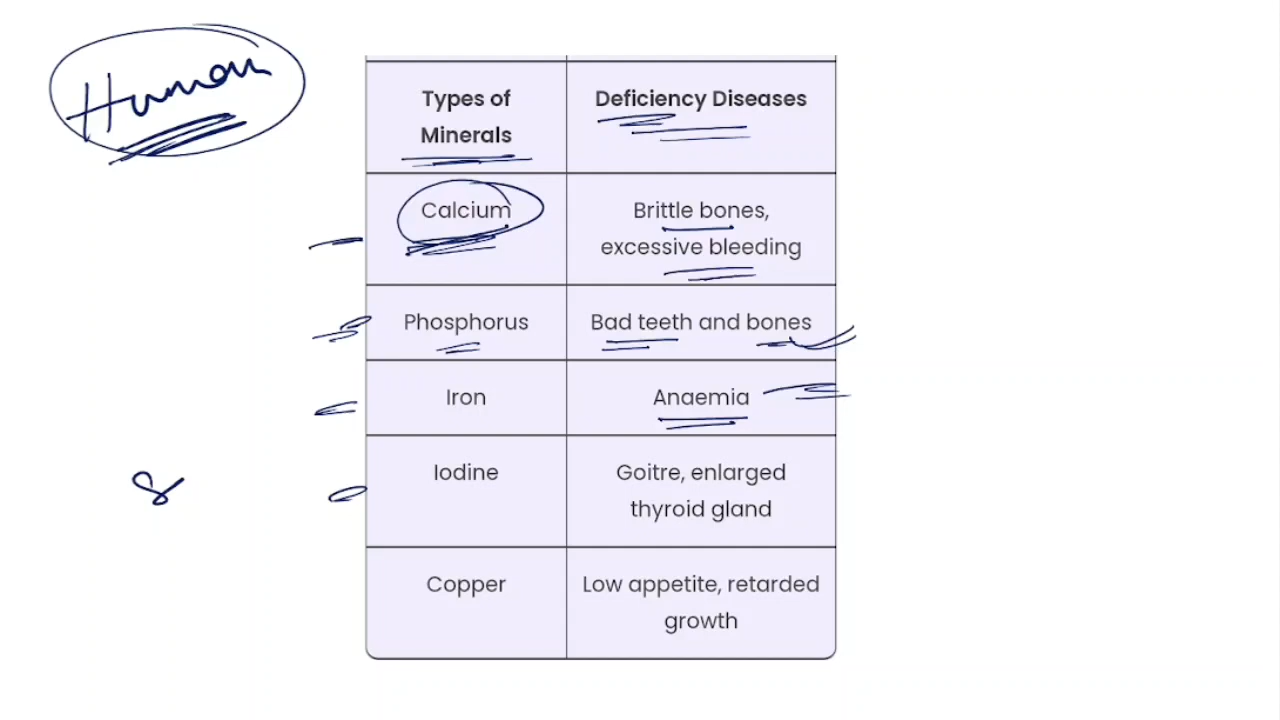 Human
Types of
Minerals
Deficiency Diseases
Calcium
Brittle bones,
excessive bleeding
Phosphorus
Bad teeth and bones
Iron
Anaemia
Iodine
Goitre, enlarged
thyroid gland
Copper
Low appetite, retarded
growth